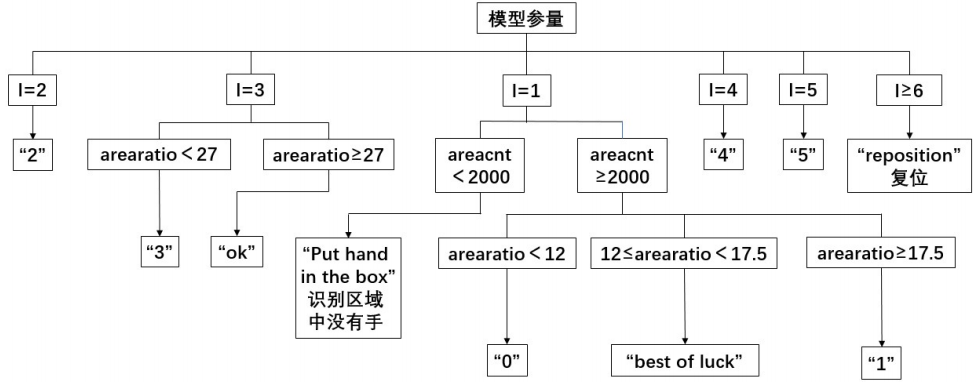 模型参量
l=2
l=3
l=1
l=4
l=5
l≥6
“2”
arearatio＜27
arearatio≥27
areacnt
＜2000
areacnt
≥2000
“4”
“5”
“reposition”
复位
“3”
“ok”
“Put hand
in the box”
识别区域
中没有手
arearatio＜12
12≤arearatio＜17.5
arearatio≥17.5
“0”
“best of luck”
“1”